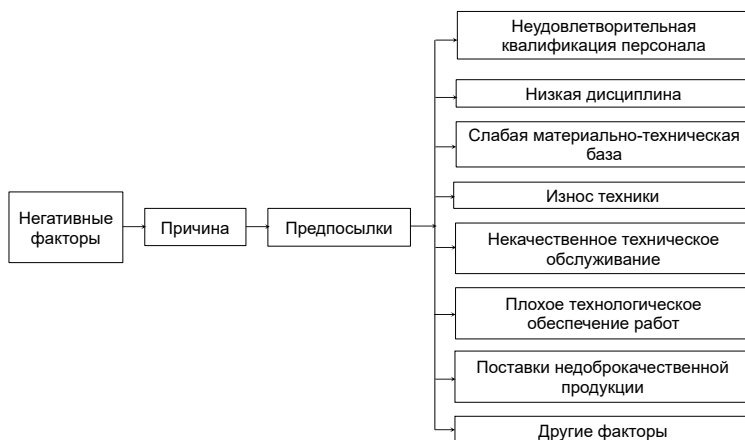 Негативные
факторы
Причина
Предпосылки
Неудовлетворительная
квалификация персонала
Низкая дисциплина
Слабая материально-техническая
база
Износ техники
Некачественное техническое
обслуживание
Плохое технологическое
обеспечение работ
Поставки недоброкачественной
продукции
Другие факторы